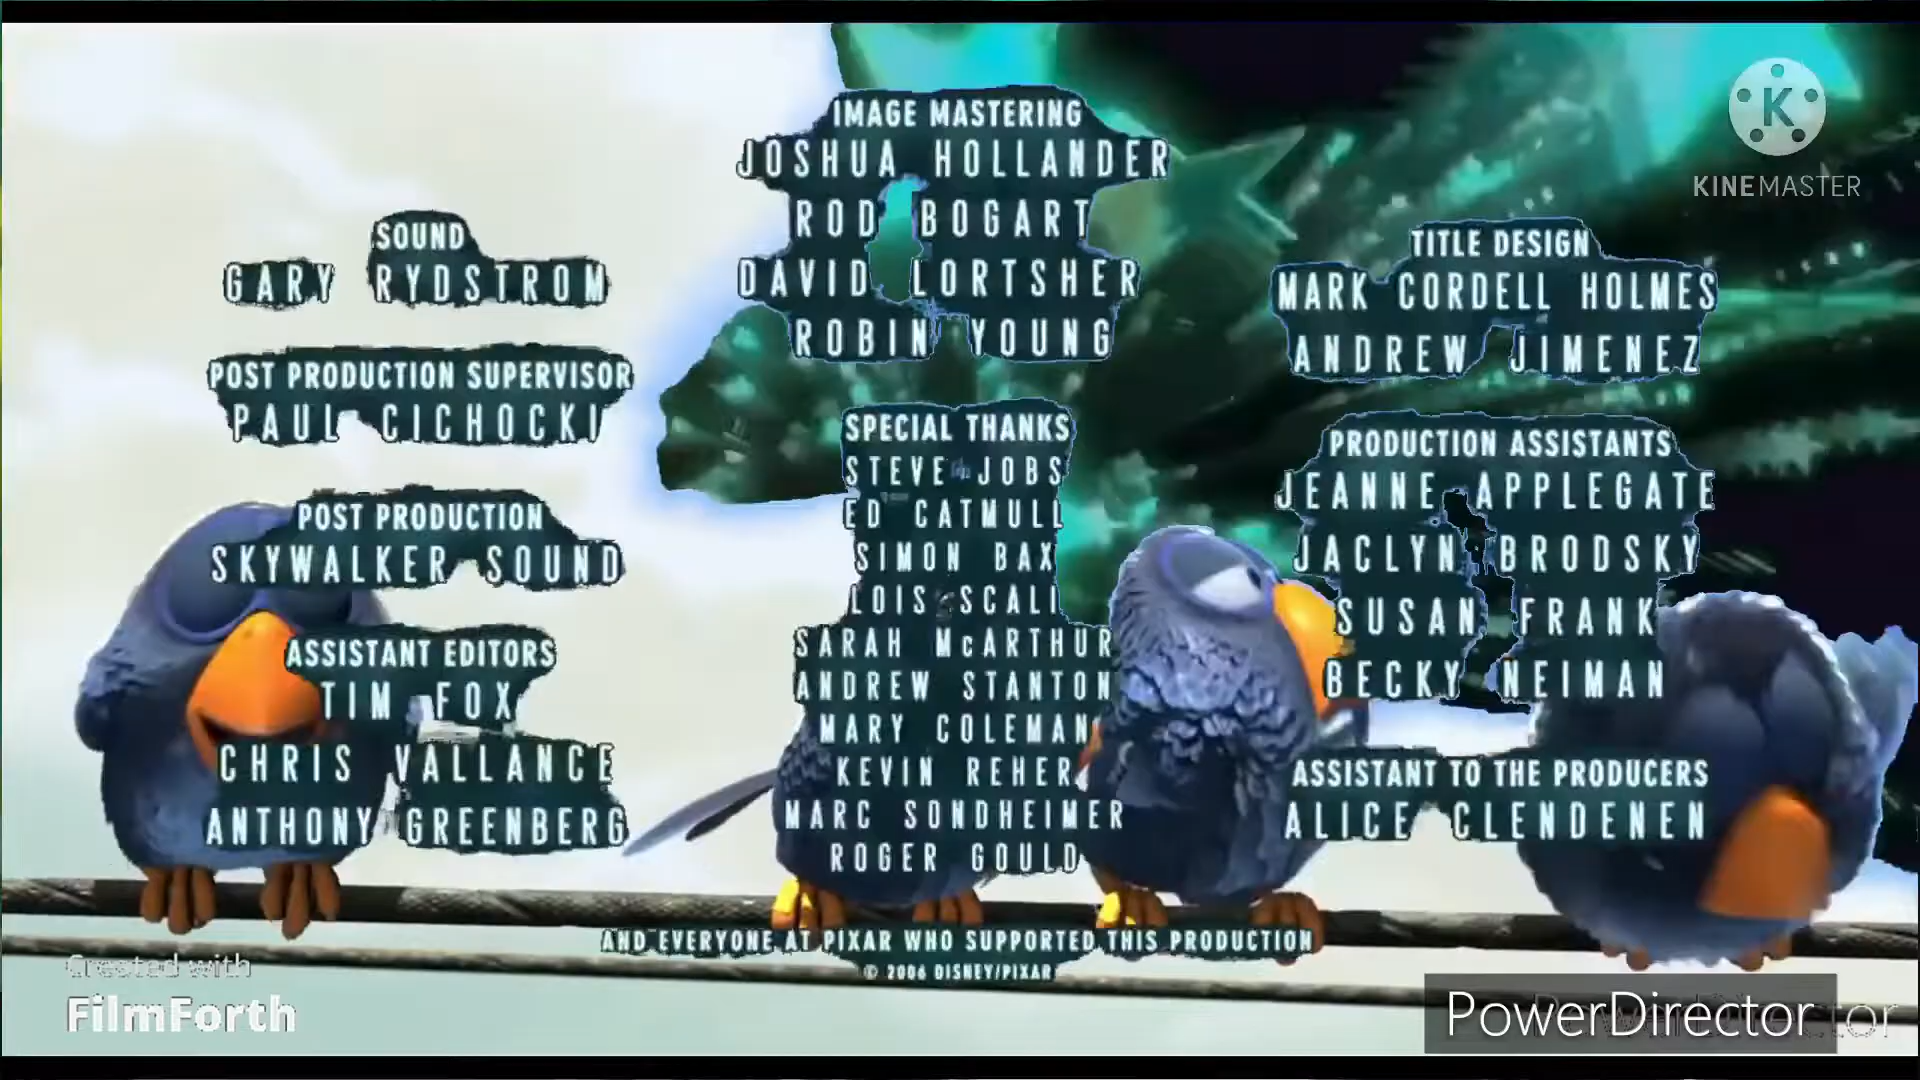 SOUND
GARY RYDSTROM
POST PRODUCTION SUPERVISOR
PAUL CICHOCKI
POST PRODUCTION
SKYWALKER SOUND
ASSISTANT EDITORS
TIM FOX
CHRIS VALLANCE
ANTHONY GREENBERG
IMAGE MASTERING
JOSHUA HOLLANDER
ROD BOGART
DAVID LORTSHER
ROBIN YOUNG
SPECIAL THANKS
STEVE JOBS
ED CATMULL
SIMON BAX
LOIS SCALI
SARAH McARTHUR
ANDREW STANTON
MARY COLEMAN
KEVIN REHER
MARC SONDHEIMER
ROGER GOULD
TITLE DESIGN
MARK CORDELL HOLMES
ANDREW JIMENEZ
PRODUCTION ASSISTANTS
JEANNE APPLEGATE
JACLYN BRODSKY
SUSAN FRANK
BECKY NEIMAN
ASSISTANT TO THE PRODUCERS
ALICE CLENDENEN
AND EVERYONE AT PIXAR WHO SUPPORTED THIS PRODUCTION
© 2006 DISNEY/PIXAR
K
KINEMASTER
Created with
FilmForth
PowerDirector